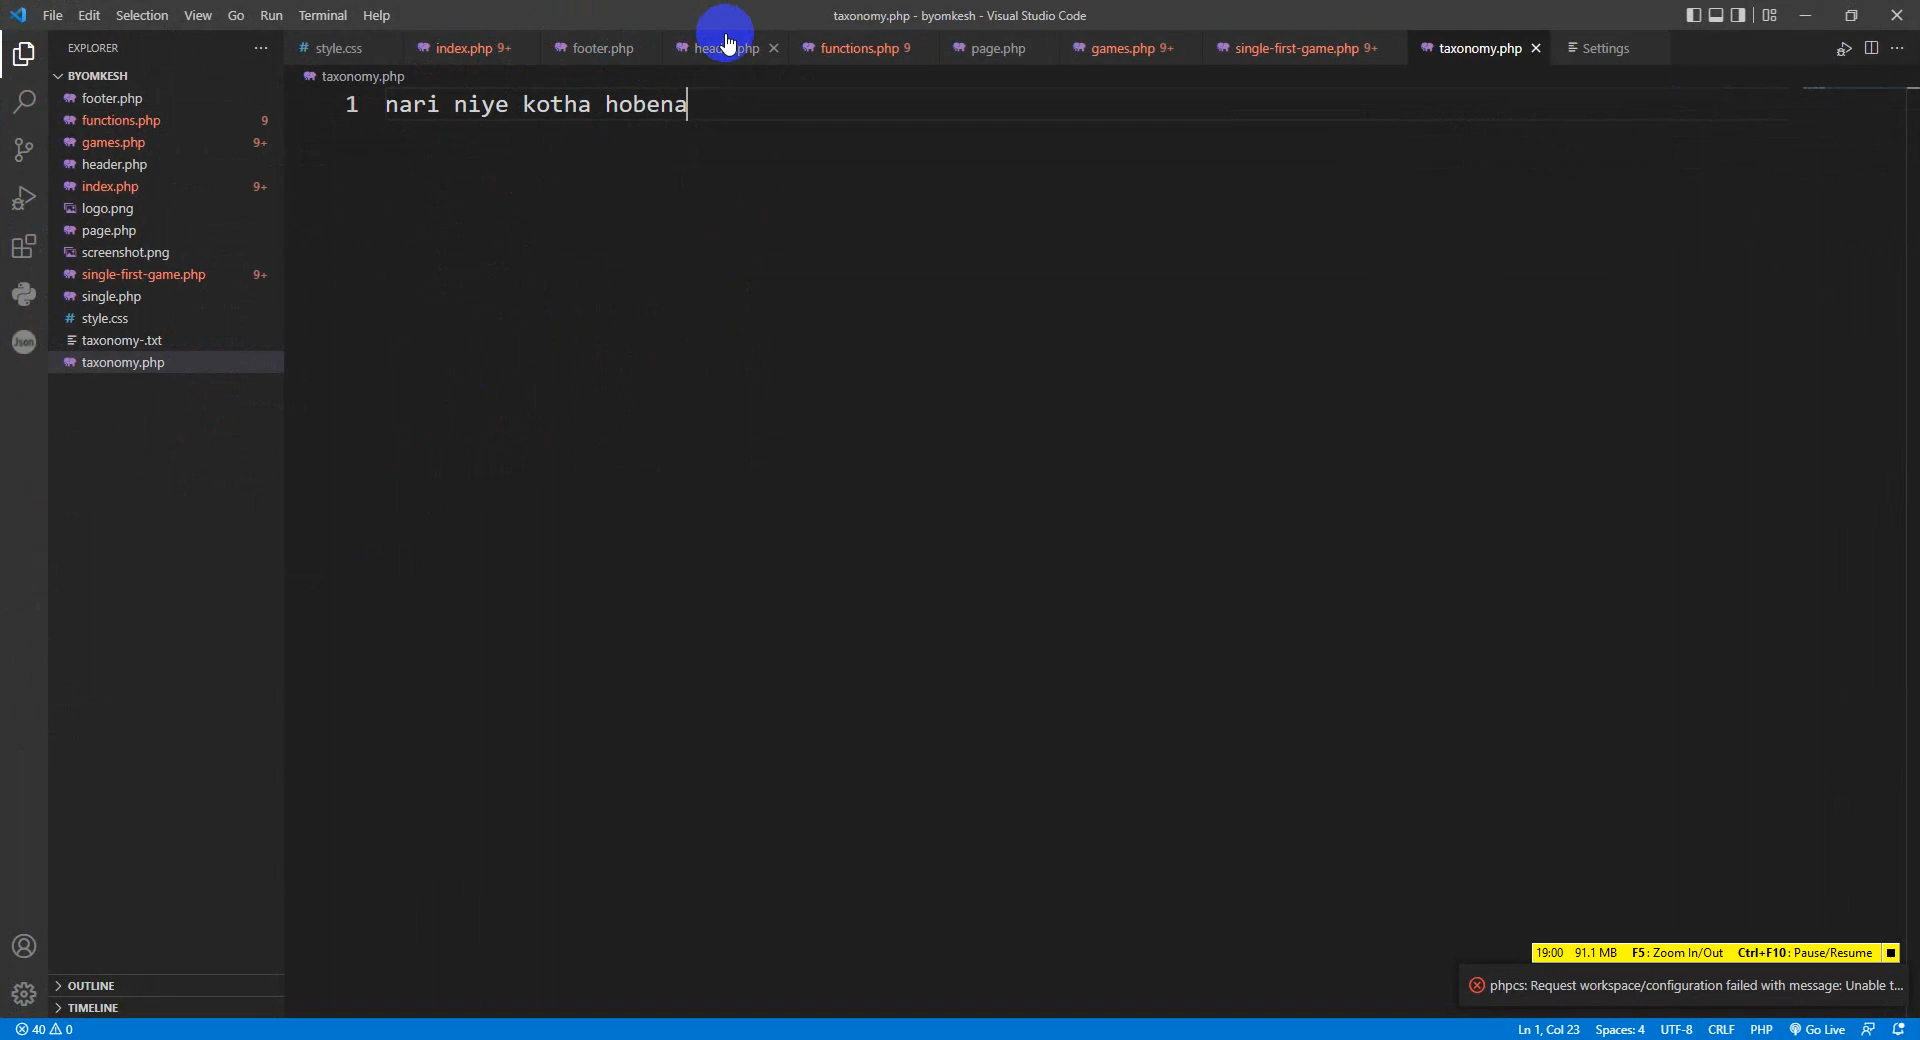 File Edit Selection View Go Run Terminal Help
taxonomy.php - byomkesh - Visual Studio Code
EXPLORER
style.css
index.php 9+
footer.php
functions.php 9
page.php
games.php 9+
single-first-game.php 9+
taxonomy.php
Settings
BYOMKESH
footer.php
functions.php 9
games.php 9+
header.php
index.php 9+
logo.png
page.php
screenshot.png
single-first-game.php 9+
single.php
style.css
taxonomy-.txt
taxonomy.php
OUTLINE
TIMELINE
taxonomy.php
1 nari niye kotha hobena
Json
19:00 91.1 MB F5: Zoom In/Out Ctrl+F10: Pause/Resume
phpcs: Request workspace/configuration failed with message: Unable t...
40 0
Ln 1, Col 23 Spaces: 4 UTF-8 CRLF PHP Go Live